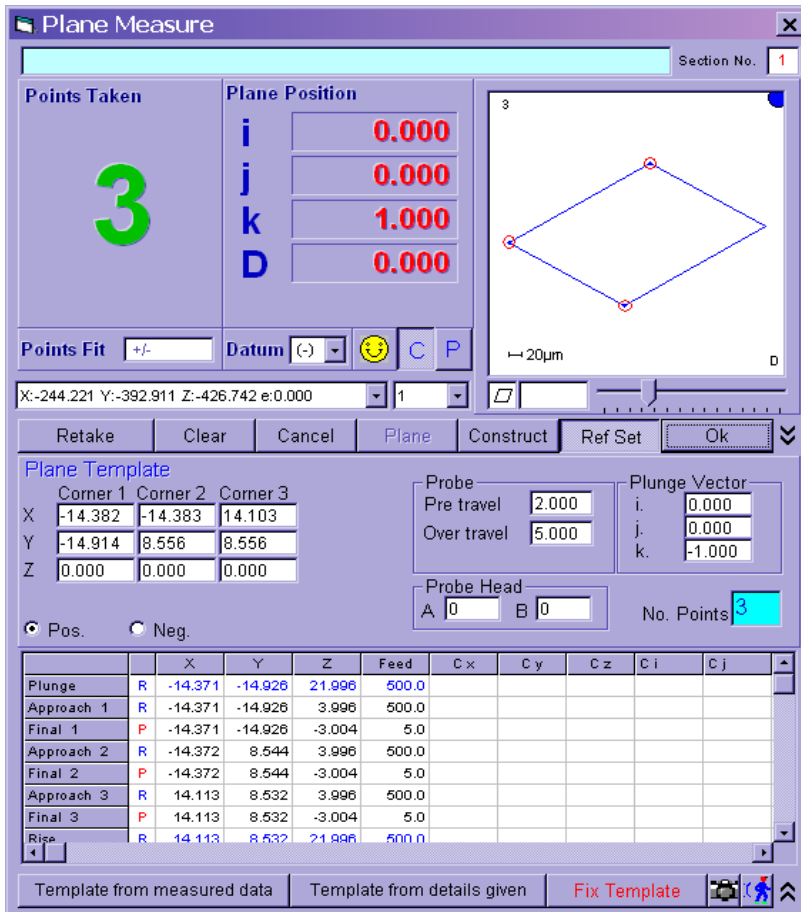 Plane Measure
Section No. 1
Points Taken
3
Plane Position
i 0.000
j 0.000
k 1.000
D 0.000
3
20µm
D
Points Fit +/-
Datum (-) C P
X:-244.221 Y:-392.911 Z:-426.742 e:0.000 1
Retake Clear Cancel Plane Construct Ref Set Ok
Plane Template
Corner 1 Corner 2 Corner 3
X -14.382 -14.383 14.103
Y -14.914 8.556 8.556
Z 0.000 0.000 0.000
Pos. Neg.
Probe
Pre travel 2.000
Over travel 5.000
Plunge Vector
i. 0.000
j. 0.000
k. -1.000
Probe Head
A 0 B 0
No. Points 3
X Y Z Feed C x C y C z C i C j
Plunge R -14.371 -14.926 21.996 500.0
Approach 1 R -14.371 -14.926 3.996 500.0
Final 1 P -14.371 -14.926 -3.004 5.0
Approach 2 R -14.372 8.544 3.996 500.0
Final 2 P -14.372 8.544 -3.004 5.0
Approach 3 R 14.113 8.532 3.996 500.0
Final 3 P 14.113 8.532 -3.004 5.0
Rise R 14.113 8.532 21.996 500.0
Template from measured data Template from details given Fix Template